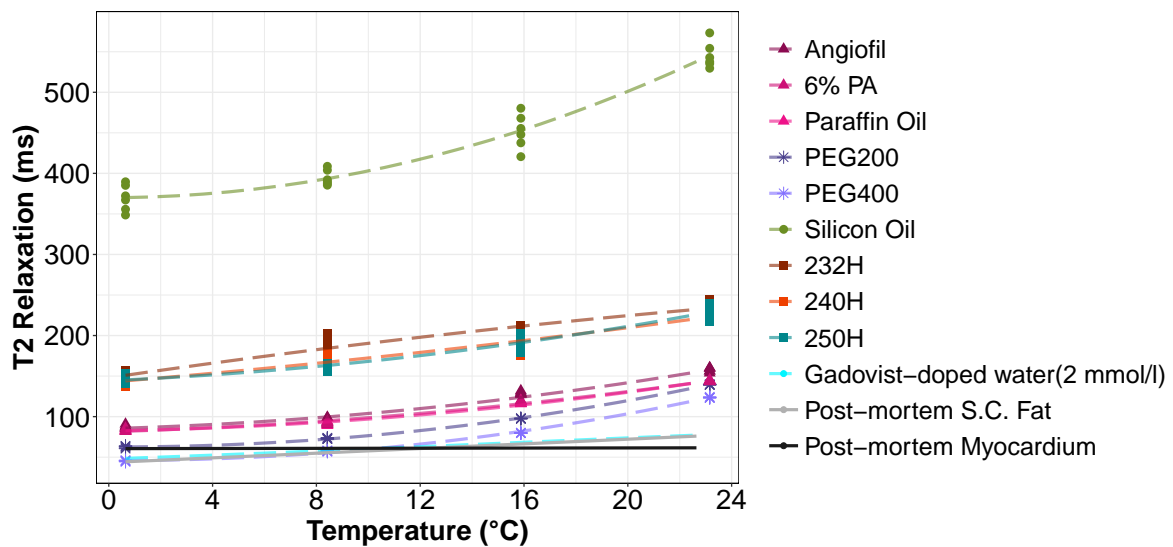 T2 Relaxation (ms)
500
400
300
200
100
0
4
8
12
16
20
24
Temperature (°C)
Angiofil
6% PA
Paraffin Oil
PEG200
PEG400
Silicon Oil
232H
240H
250H
Gadovist−doped water(2 mmol/l)
Post−mortem S.C. Fat
Post−mortem Myocardium